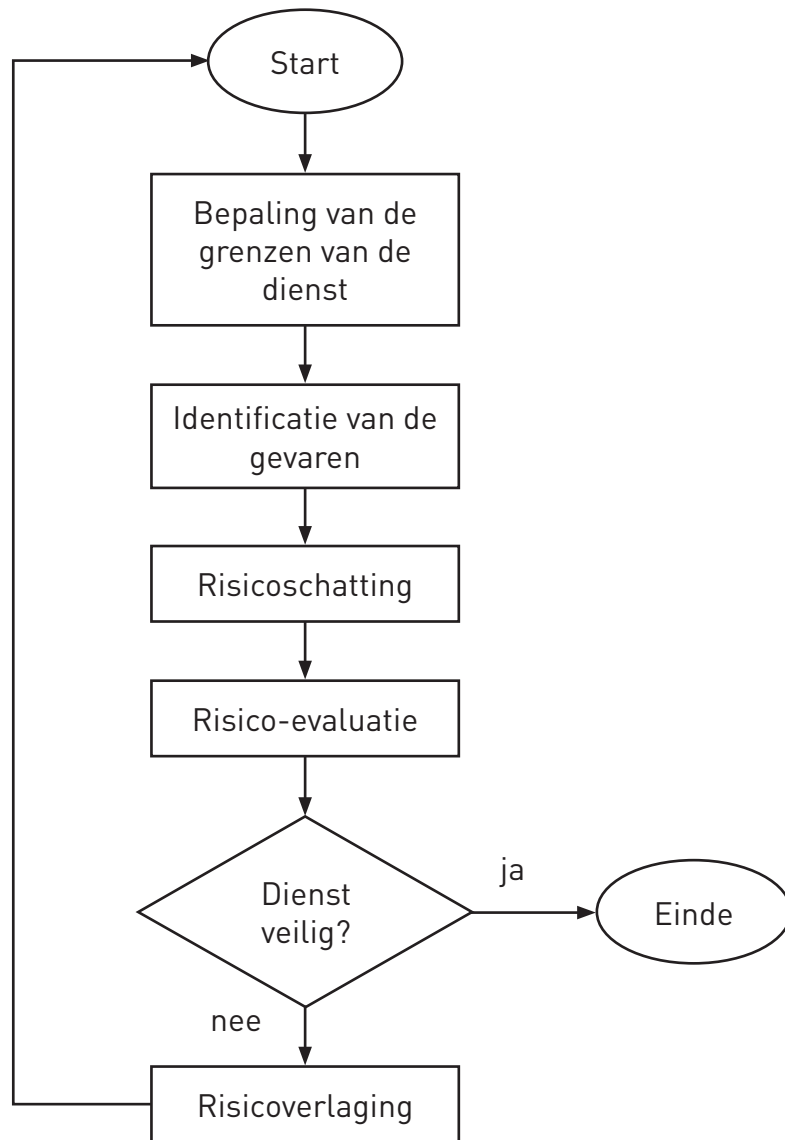 Start
Bepaling van de
grenzen van de
dienst
Identificatie van de
gevaren
Risicoschatting
Risico-evaluatie
Dienst
veilig?
ja
Einde
nee
Risicoverlaging